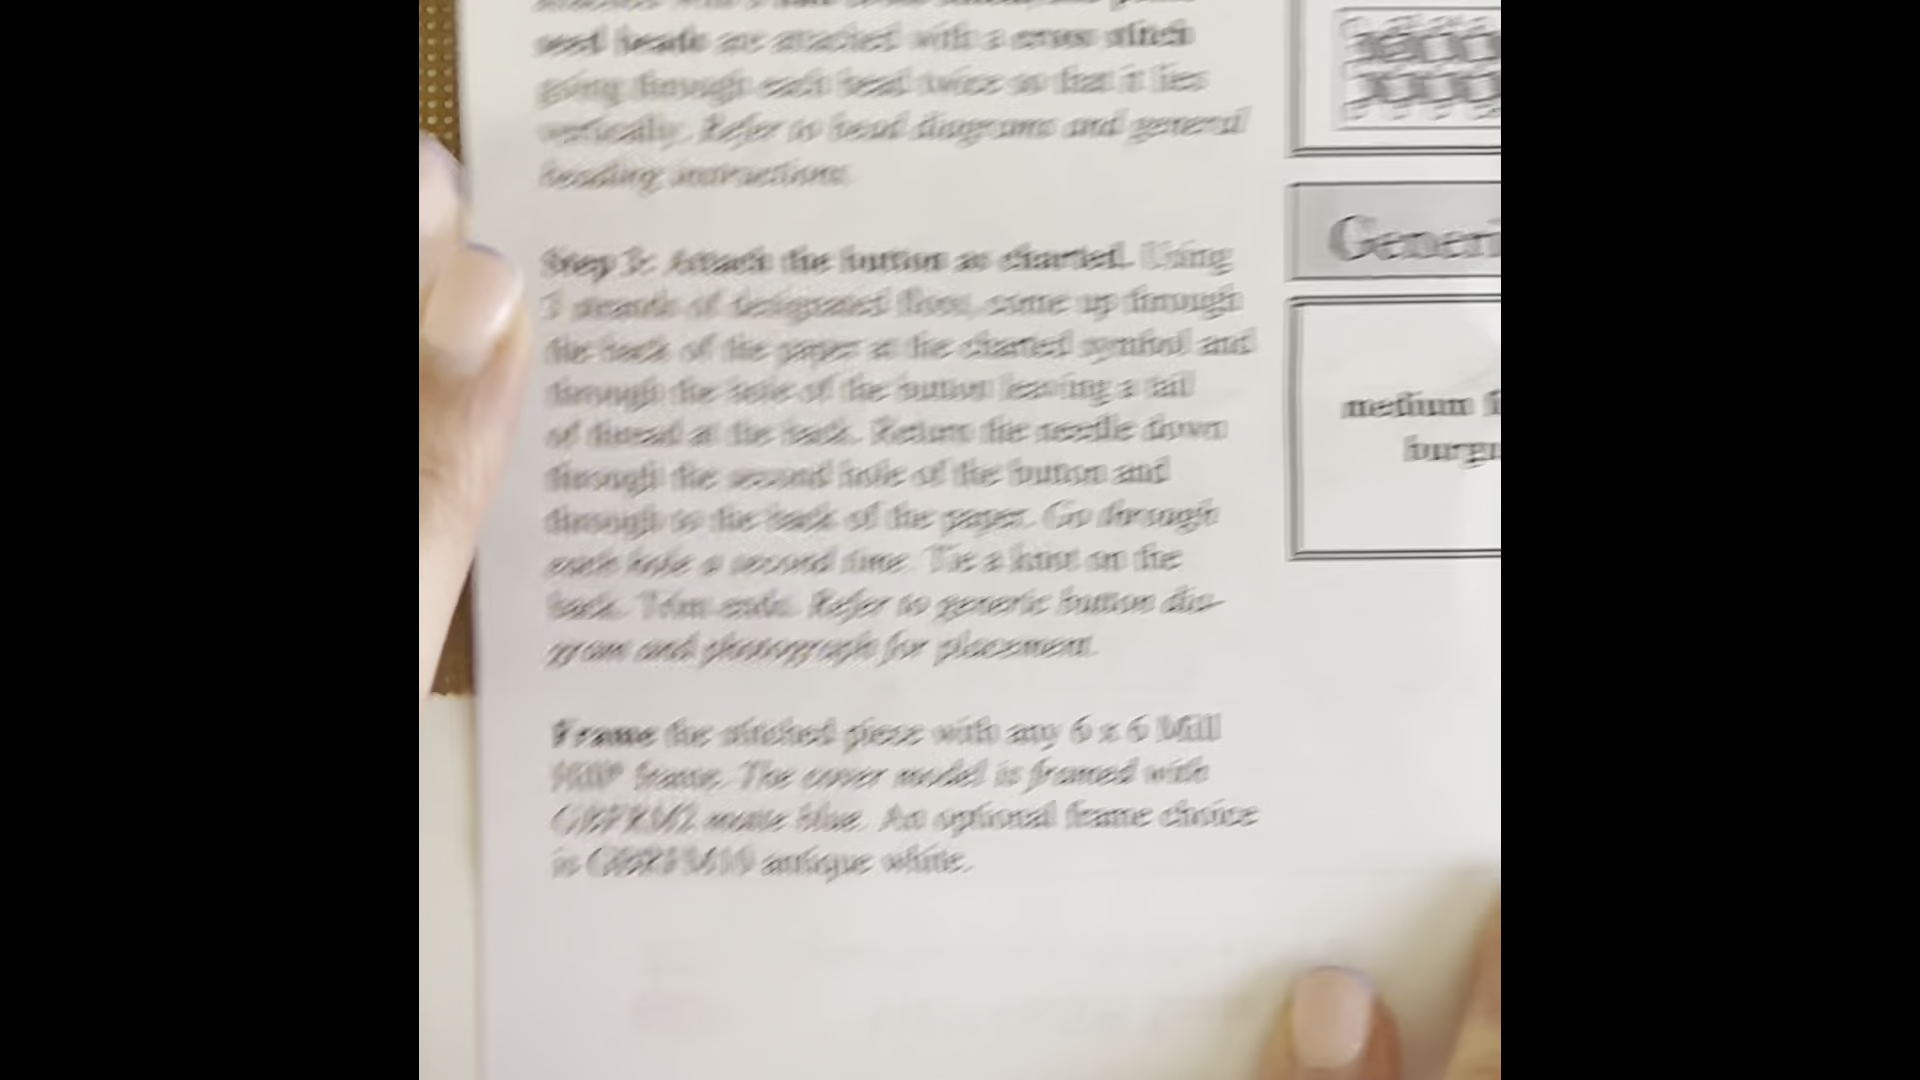 seed beads are attached with a cross stitch
going through each bead twice so that it lies
vertically. Refer to bead diagrams and general
beading instructions.
Step 3: Attach the button as charted. Using
3 strands of designated floss, come up through
the back of the paper at the charted symbol and
through the hole of the button leaving a tail
of thread at the back. Return the needle down
through the second hole of the button and
through to the back of the paper. Go through
each hole a second time. Tie a knot on the
back. Trim ends. Refer to generic button dia-
gram and photograph for placement.
Frame the stitched piece with any 6 x 6 Mill
Hill® frame. The cover model is framed with
matte blue. An optional frame choice
is antique white.
Generi
medium
burgu